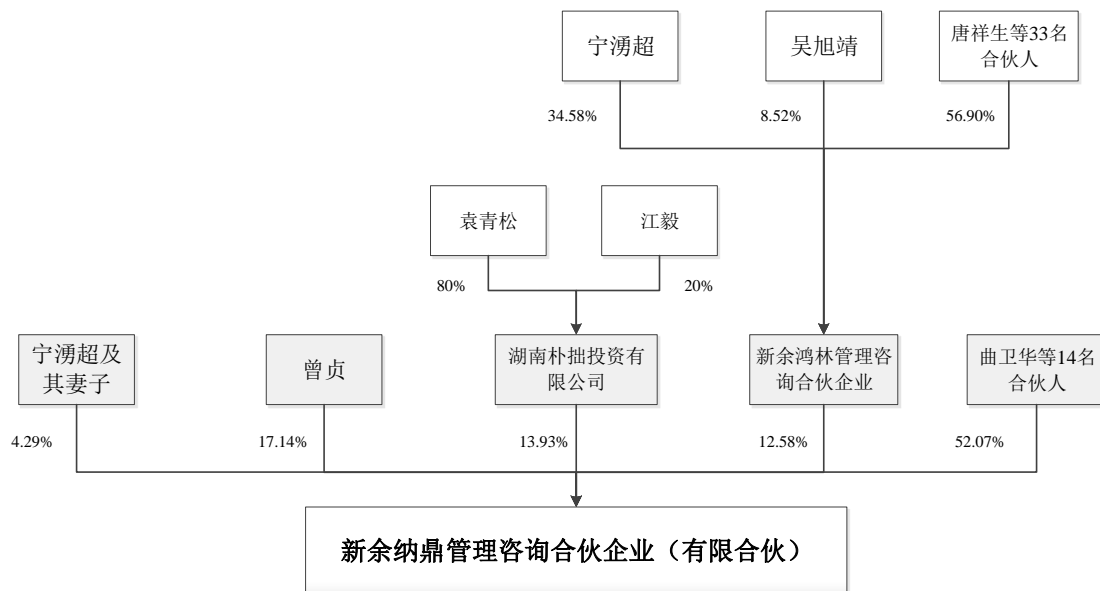 宁湧超
吴旭靖
唐祥生等33名
合伙人
34.58%
8.52%
56.90%
袁青松
江毅
80%
20%
宁湧超及
其妻子
曾贞
湖南朴拙投资有
限公司
新余鸿林管理咨
询合伙企业
曲卫华等14名
合伙人
4.29%
17.14%
13.93%
12.58%
52.07%
新余纳鼎管理咨询合伙企业（有限合伙）